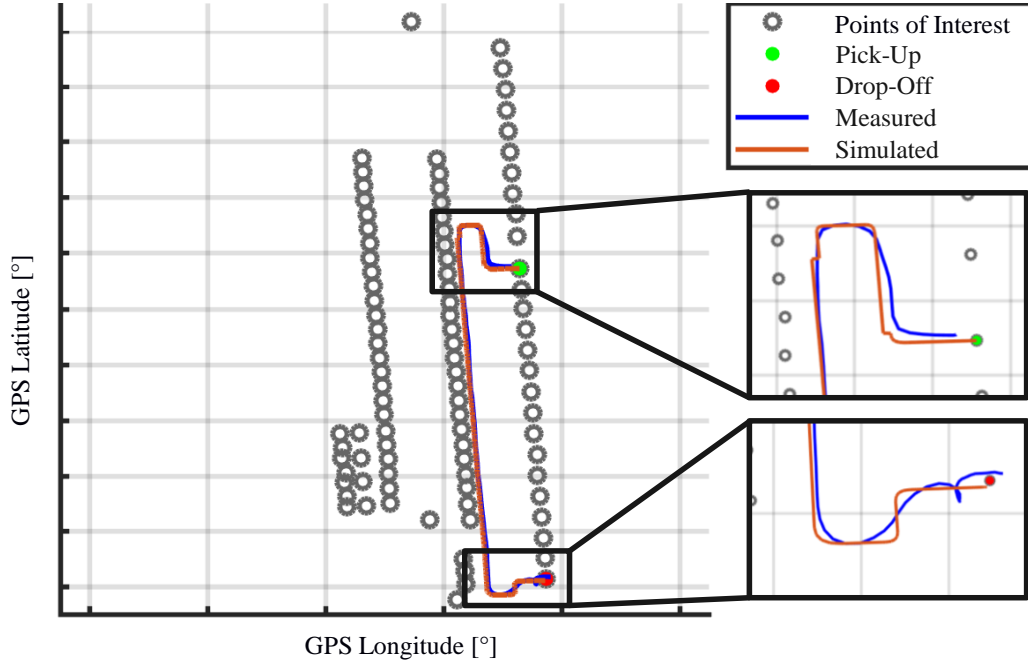 Points of Interest
Pick-Up
Drop-Off
Measured
Simulated
GPS Latitude [°]
GPS Longitude [°]